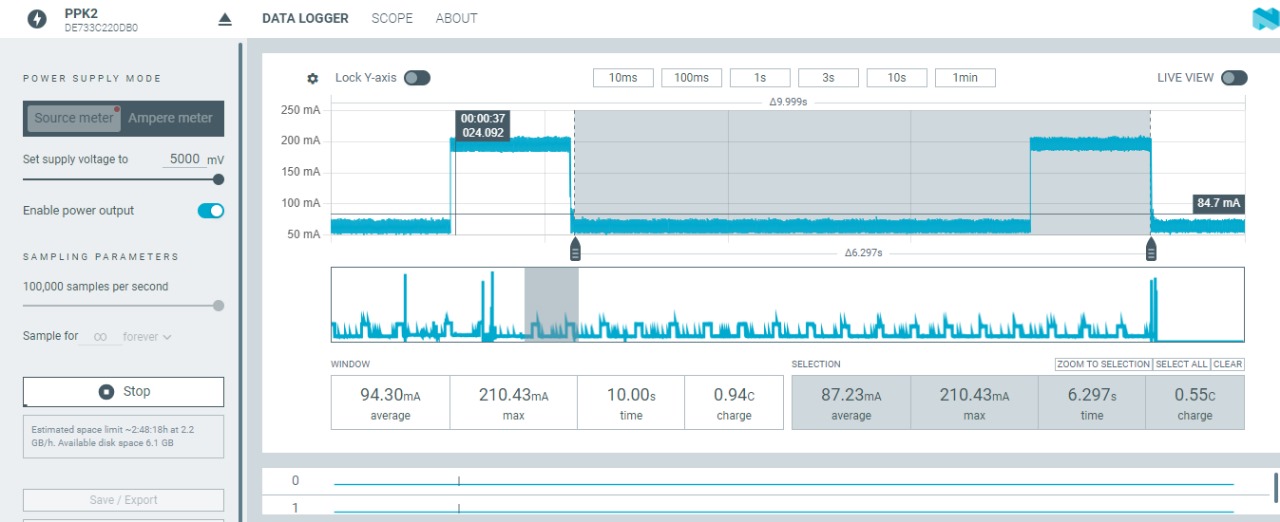 PPK2
DE733C220DB0
DATA LOGGER SCOPE ABOUT
POWER SUPPLY MODE
Source meter Ampere meter
Set supply voltage to 5000 mV
Enable power output
SAMPLING PARAMETERS
100,000 samples per second
Sample for ∞ forever
Stop
Estimated space limit ~2:48:18h at 2.2
GB/h. Available disk space 6.1 GB
Save / Export
Lock Y-axis 10ms 100ms 1s 3s 10s 1min LIVE VIEW
Δ9.999s
250 mA
200 mA
150 mA
100 mA
50 mA
00:00:37
024.092
84.7 mA
Δ6.297s
WINDOW
94.30mA 210.43mA 10.00s 0.94C
average max time charge
SELECTION ZOOM TO SELECTION SELECT ALL CLEAR
87.23mA 210.43mA 6.297s 0.55C
average max time charge
0
1